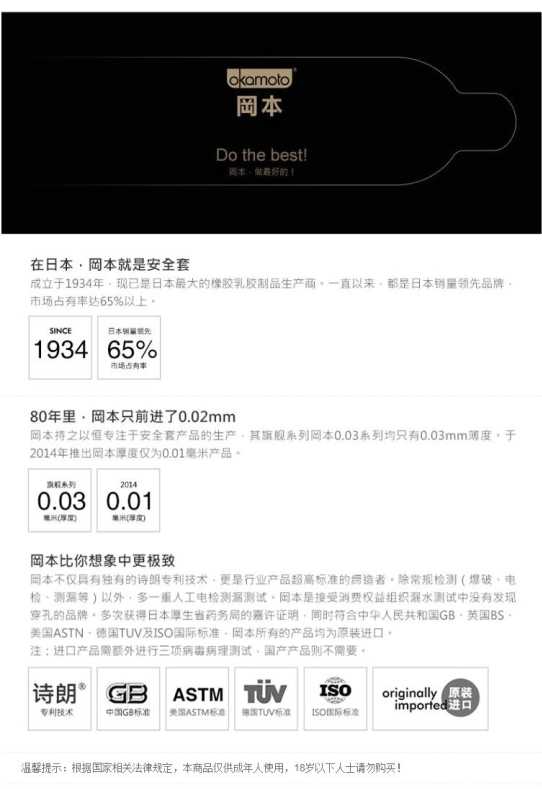 okamoto®
岡本
Do the best!
岡本·做最好的！
在日本·岡本就是安全套
成立于1934年，现已是日本最大的橡胶乳胶制品生产商。一直以来，都是日本销量领先品牌，
市场占有率达65%以上。
SINCE
1934
日本销量领先
65%
市场占有率
80年里·岡本只前进了0.02mm
岡本持之以恒专注于安全套产品的生产，其旗舰系列岡本0.03系列均只有0.03mm薄度。于
2014年推出岡本厚度仅为0.01毫米产品。
旗舰系列
0.03
毫米(厚度)
2014
0.01
毫米(厚度)
岡本比你想象中更极致
岡本不仅具有独有的诗朗专利技术，更是行业产品超高标准的缔造者。除常规检测（爆破、电
检、测漏等）以外，多一重人工电检测漏测试。岡本是接受消费权益组织漏水测试中没有发现
穿孔的品牌。多次获得日本厚生省药务局的嘉许证明，同时符合中华人民共和国GB、英国BS、
美国ASTN、德国TUV及ISO国际标准，岡本所有的产品均为原装进口。
注：进口产品需额外进行三项病毒病理测试，国产产品则不需要。
诗朗®
专利技术
GB
中国GB标准
ASTM
美国ASTM标准
TÜV
德国TUV标准
ISO
ISO国际标准
originally
imported
原装
进口
温馨提示：根据国家相关法律规定，本商品仅供成年人使用，18岁以下人士请勿购买！